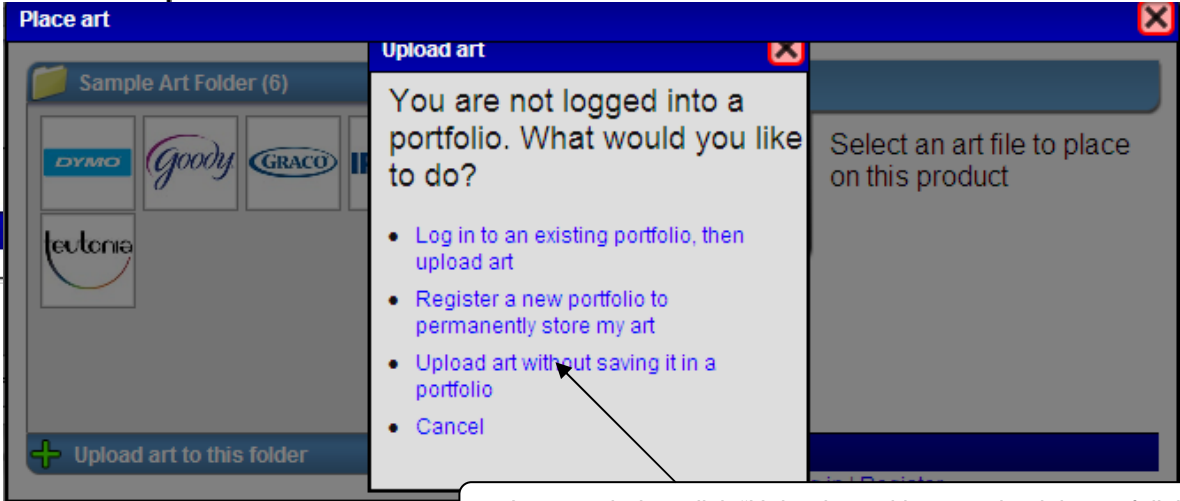 Place art
Upload art
Sample Art Folder (6)
DYMO
goody
GRACO
teutonia
You are not logged into a
portfolio. What would you like
to do?
Log in to an existing portfolio, then
upload art
Register a new portfolio to
permanently store my art
Upload art without saving it in a
portfolio
Cancel
Select an art file to place
on this product
Upload art to this folder
| Register